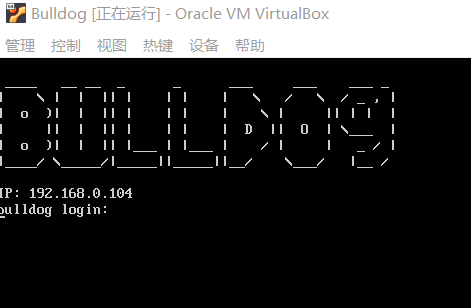 Bulldog [正在运行] - Oracle VM VirtualBox
管理 控制 视图 热键 设备 帮助
BULLDOG
IP: 192.168.0.104
bulldog login: